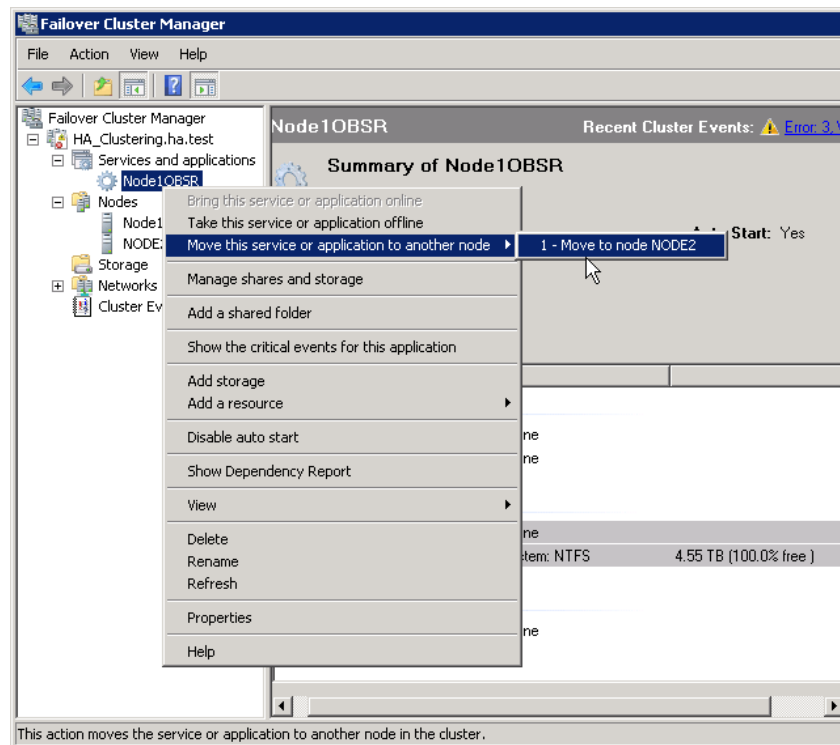 Failover Cluster Manager
File Action View Help
Failover Cluster Manager
HA_Clustering.ha.test
Services and applications
Node1OBSR
Nodes
Node1
NODE
Storage
Networks
Cluster Ev
Node1OBSR Recent Cluster Events: Error: 3,
Summary of Node1OBSR
Start: Yes
Bring this service or application online
Take this service or application offline
Move this service or application to another node
1 - Move to node NODE2
Manage shares and storage
Add a shared folder
Show the critical events for this application
Add storage
Add a resource
Disable auto start
Show Dependency Report
View
Delete
Rename
Refresh
Properties
Help
ne
ne
ne
stem: NTFS 4.55 TB (100.0% free )
ne
This action moves the service or application to another node in the cluster.